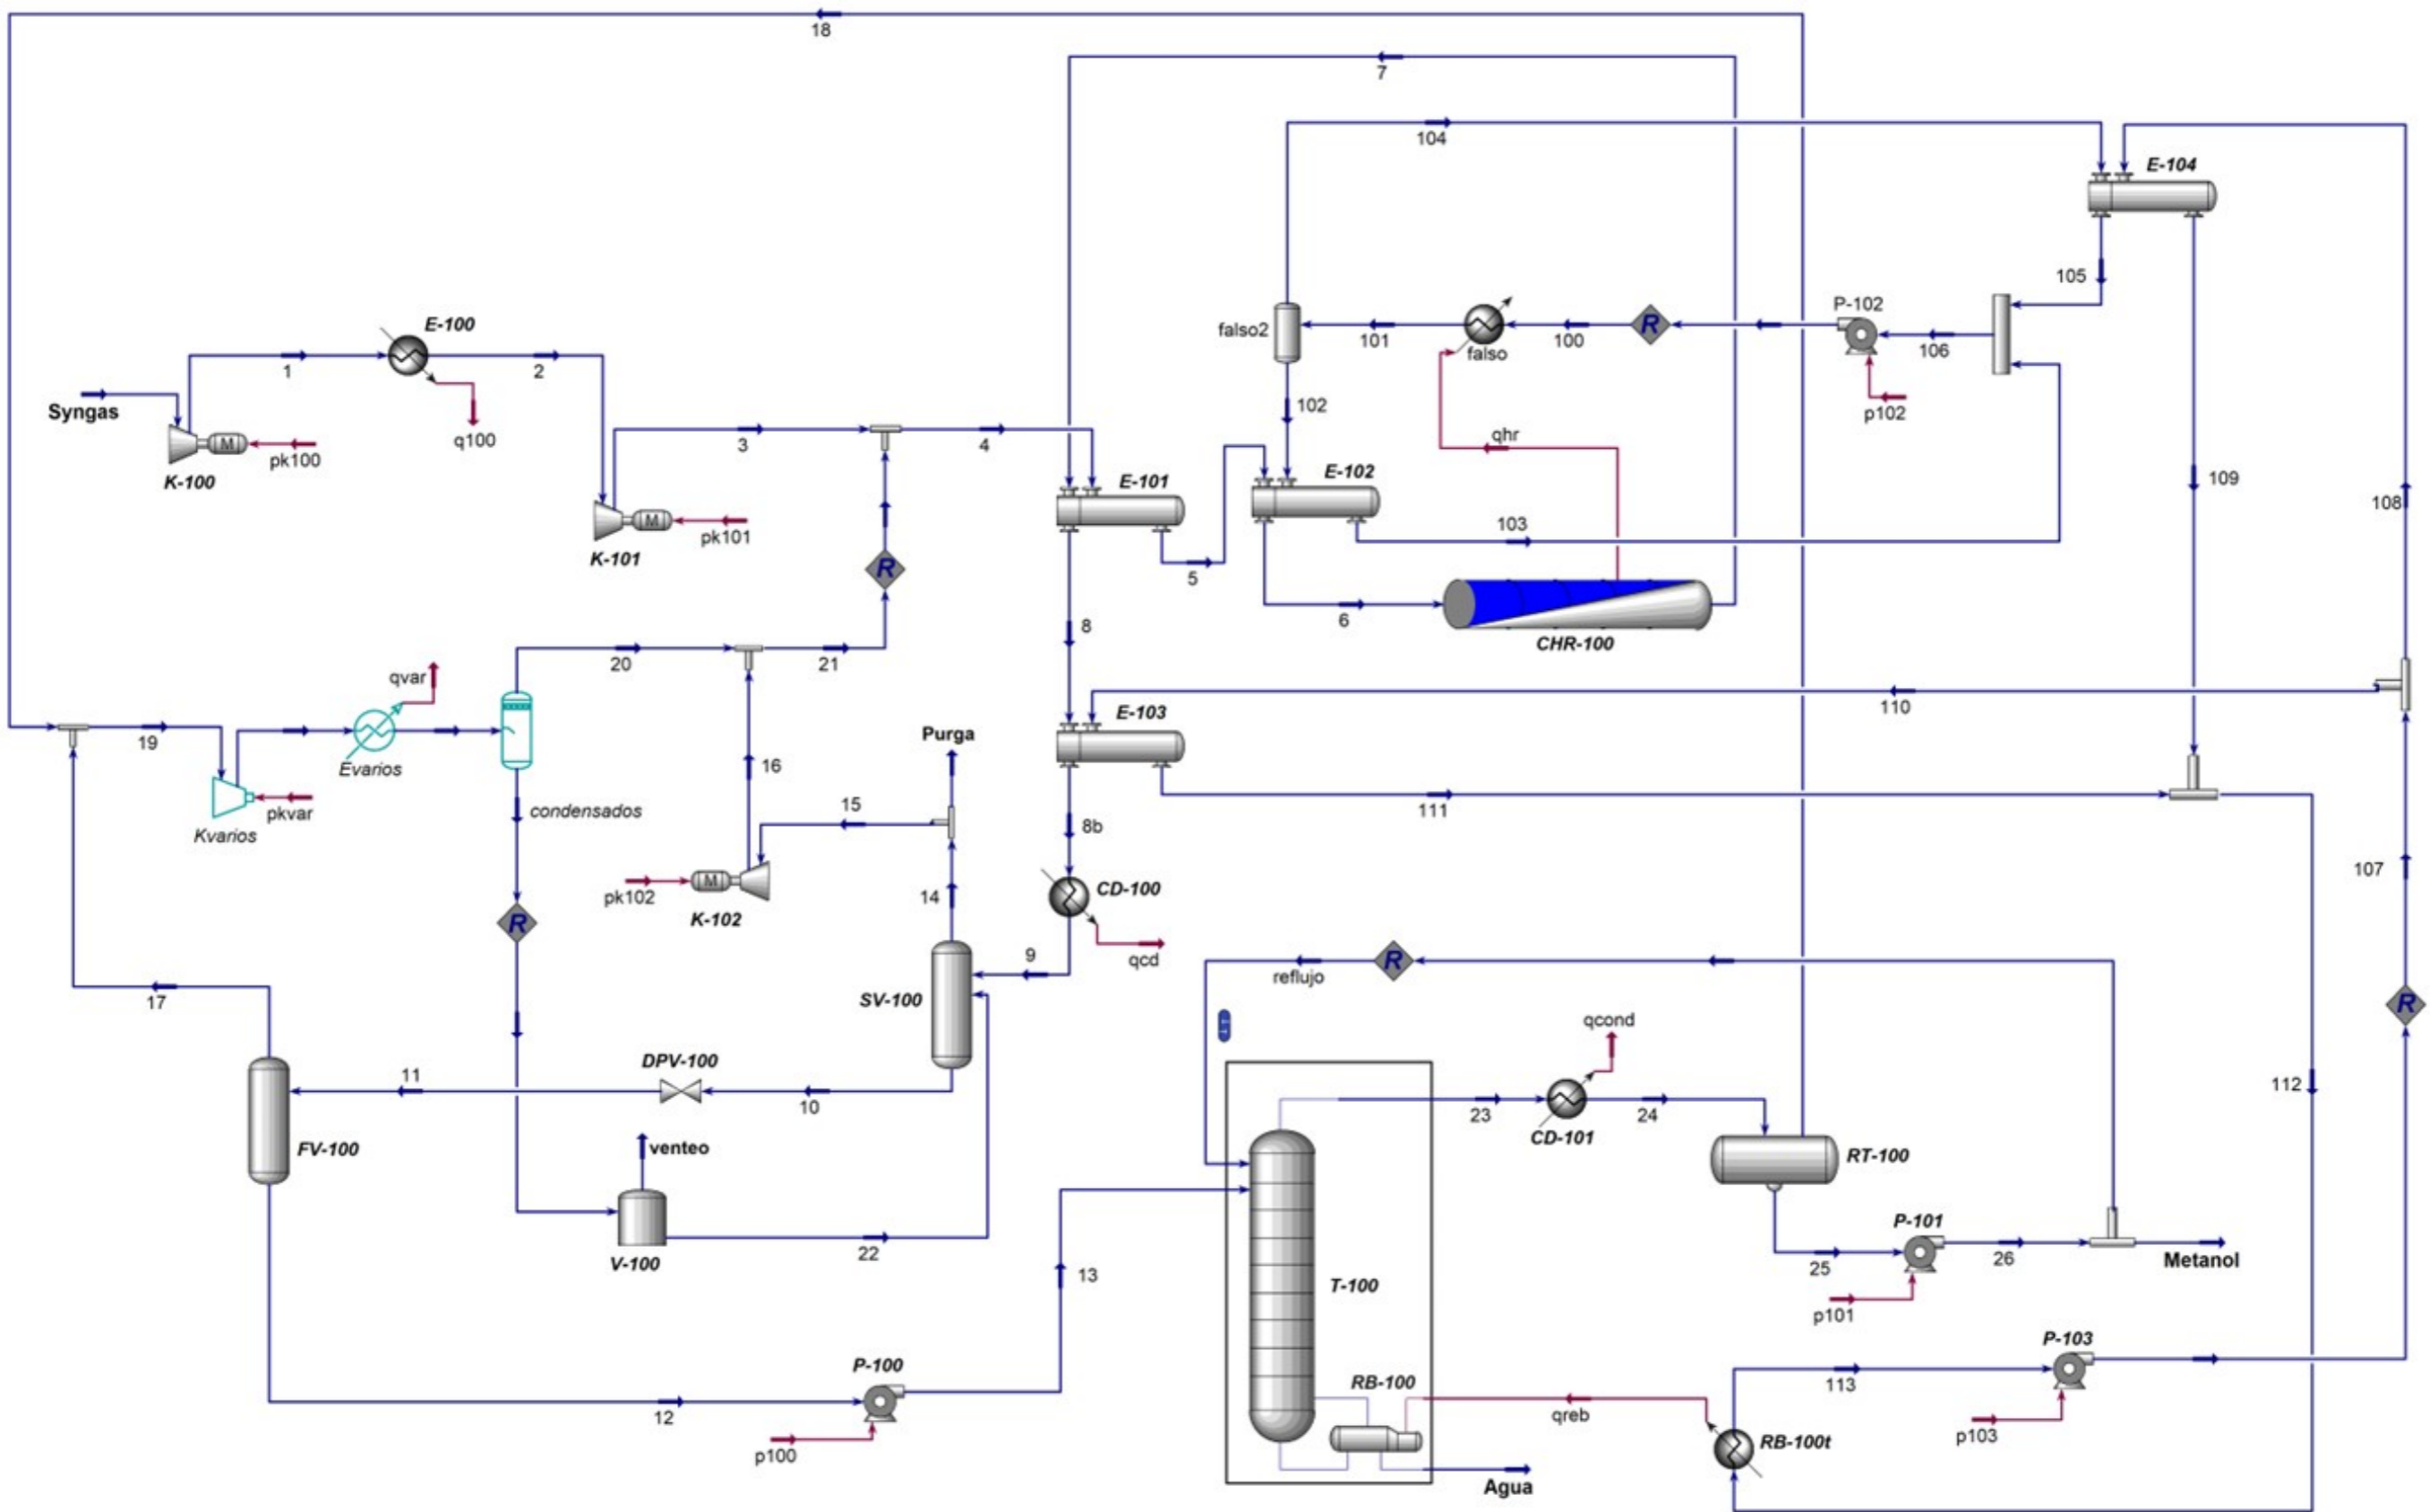 18
7
104
E-104
105
P-102
106
p102
R
100
falso
101
falso2
102
qhr
E-100
1
2
q100
Syngas
M
pk100
K-100
3
4
M
pk101
K-101
E-101
5
E-102
103
6
CHR-100
109
108
R
20
21
qvar
8
E-103
110
19
Evarios
pkvar
Kvarios
condensados
Purga
16
15
M
pk102
K-102
14
8b
CD-100
qcd
9
111
107
R
R
reflujo
R
17
SV-100
11
DPV-100
10
FV-100
venteo
V-100
22
qcond
23
CD-101
24
RT-100
112
13
T-100
P-101
25
26
p101
Metanol
P-103
113
p103
RB-100
qreb
RB-100t
P-100
12
p100
Agua